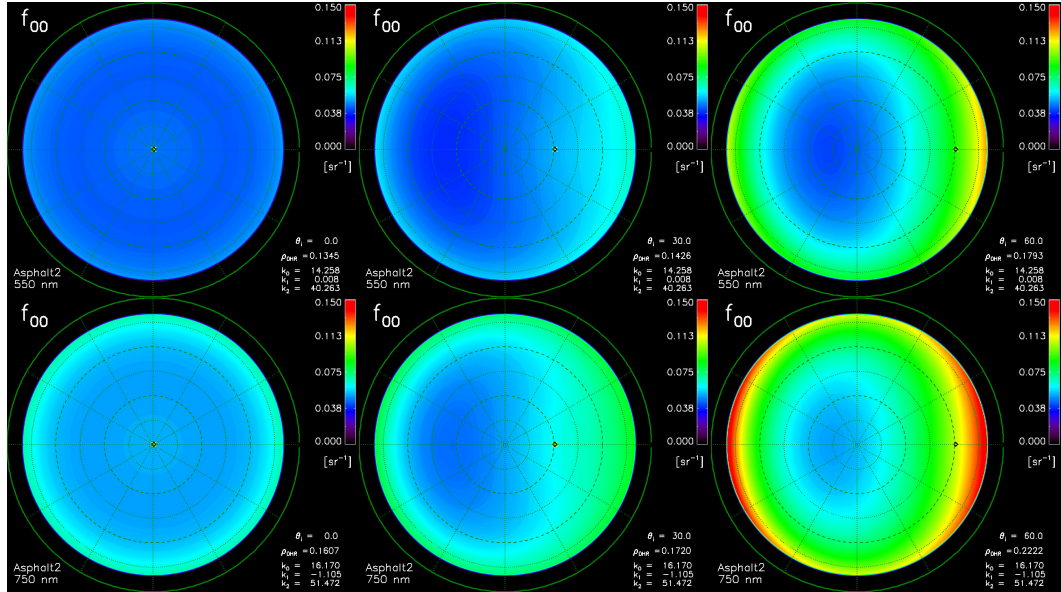 f00
0.150
0.113
0.075
0.038
0.000
[sr⁻¹]
θi = 0.0
ρDHR = 0.1345
k0 = 14.258
k1 = 0.008
k2 = 40.263
Asphalt2
550 nm
f00
0.150
0.113
0.075
0.038
0.000
[sr⁻¹]
θi = 30.0
ρDHR = 0.1426
k0 = 14.258
k1 = 0.008
k2 = 40.263
Asphalt2
550 nm
f00
0.150
0.113
0.075
0.038
0.000
[sr⁻¹]
θi = 60.0
ρDHR = 0.1793
k0 = 14.258
k1 = 0.008
k2 = 40.263
Asphalt2
550 nm
f00
0.150
0.113
0.075
0.038
0.000
[sr⁻¹]
θi = 0.0
ρDHR = 0.1607
k0 = 16.170
k1 = −1.105
k2 = 51.472
Asphalt2
750 nm
f00
0.150
0.113
0.075
0.038
0.000
[sr⁻¹]
θi = 30.0
ρDHR = 0.1720
k0 = 16.170
k1 = −1.105
k2 = 51.472
Asphalt2
750 nm
f00
0.150
0.113
0.075
0.038
0.000
[sr⁻¹]
θi = 60.0
ρDHR = 0.2222
k0 = 16.170
k1 = −1.105
k2 = 51.472
Asphalt2
750 nm